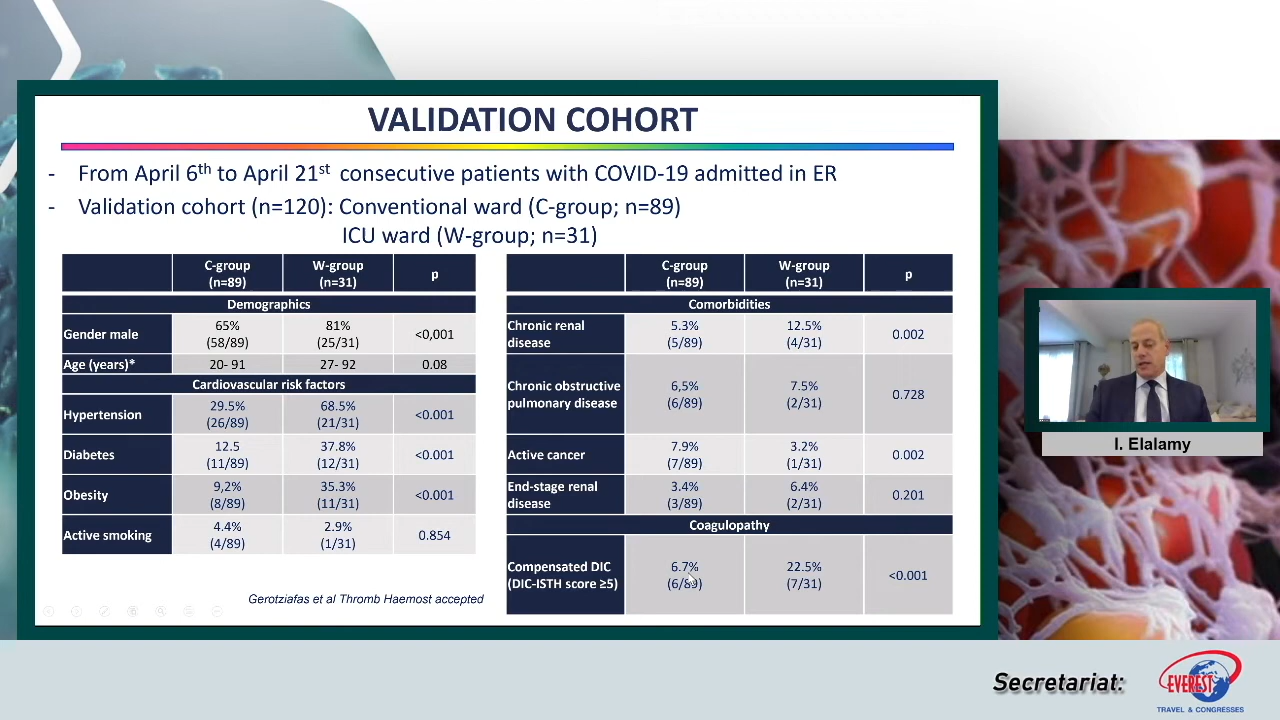 VALIDATION COHORT
- From April 6th to April 21st consecutive patients with COVID-19 admitted in ER
- Validation cohort (n=120): Conventional ward (C-group; n=89)
ICU ward (W-group; n=31)
C-group (n=89) W-group (n=31) p
Demographics
Gender male 65% (58/89) 81% (25/31) <0,001
Age (years)* 20- 91 27- 92 0.08
Cardiovascular risk factors
Hypertension 29.5% (26/89) 68.5% (21/31) <0.001
Diabetes 12.5 (11/89) 37.8% (12/31) <0.001
Obesity 9,2% (8/89) 35.3% (11/31) <0.001
Active smoking 4.4% (4/89) 2.9% (1/31) 0.854
C-group (n=89) W-group (n=31) p
Comorbidities
Chronic renal disease 5.3% (5/89) 12.5% (4/31) 0.002
Chronic obstructive pulmonary disease 6,5% (6/89) 7.5% (2/31) 0.728
Active cancer 7.9% (7/89) 3.2% (1/31) 0.002
End-stage renal disease 3.4% (3/89) 6.4% (2/31) 0.201
Coagulopathy
Compensated DIC (DIC-ISTH score ≥5) 6.7% (6/89) 22.5% (7/31) <0.001
Gerotziafas et al Thromb Haemost accepted
I. Elalamy
Secretariat:
EVEREST
TRAVEL & CONGRESSES